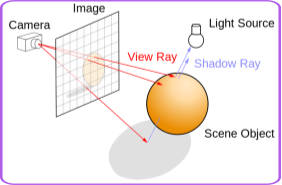 Image
Camera
Light Source
View Ray
Shadow Ray
Scene Object